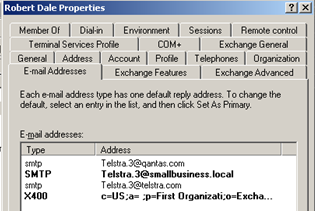 Robert Dale Properties
Member Of Dial-in Environment Sessions Remote control
Terminal Services Profile COM+ Exchange General
General Address Account Profile Telephones Organization
E-mail Addresses Exchange Features Exchange Advanced
Each e-mail address type has one default reply address. To change the
default, select an entry in the list, and then click Set As Primary.
E-mail addresses:
Type Address
smtp Telstra.3@qantas.com
SMTP Telstra.3@smallbusiness.local
smtp Telstra.3@telstra.com
X400 c=US;a= ;p=First Organizati;o=Excha...